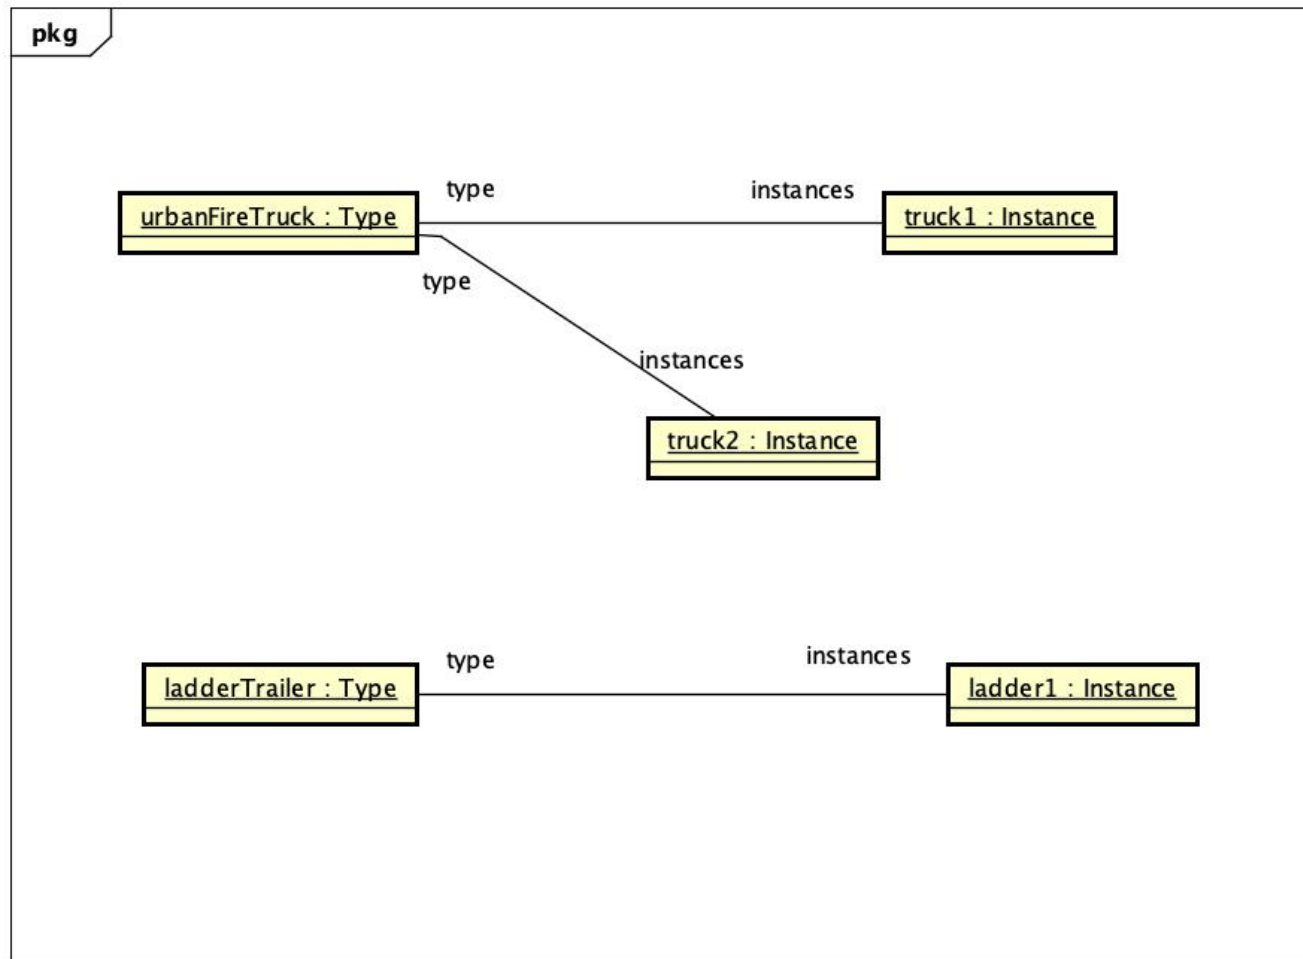 pkg
type
instances
urbanFireTruck : Type
truck1 : Instance
type
instances
truck2 : Instance
type
instances
ladderTrailer : Type
ladder1 : Instance